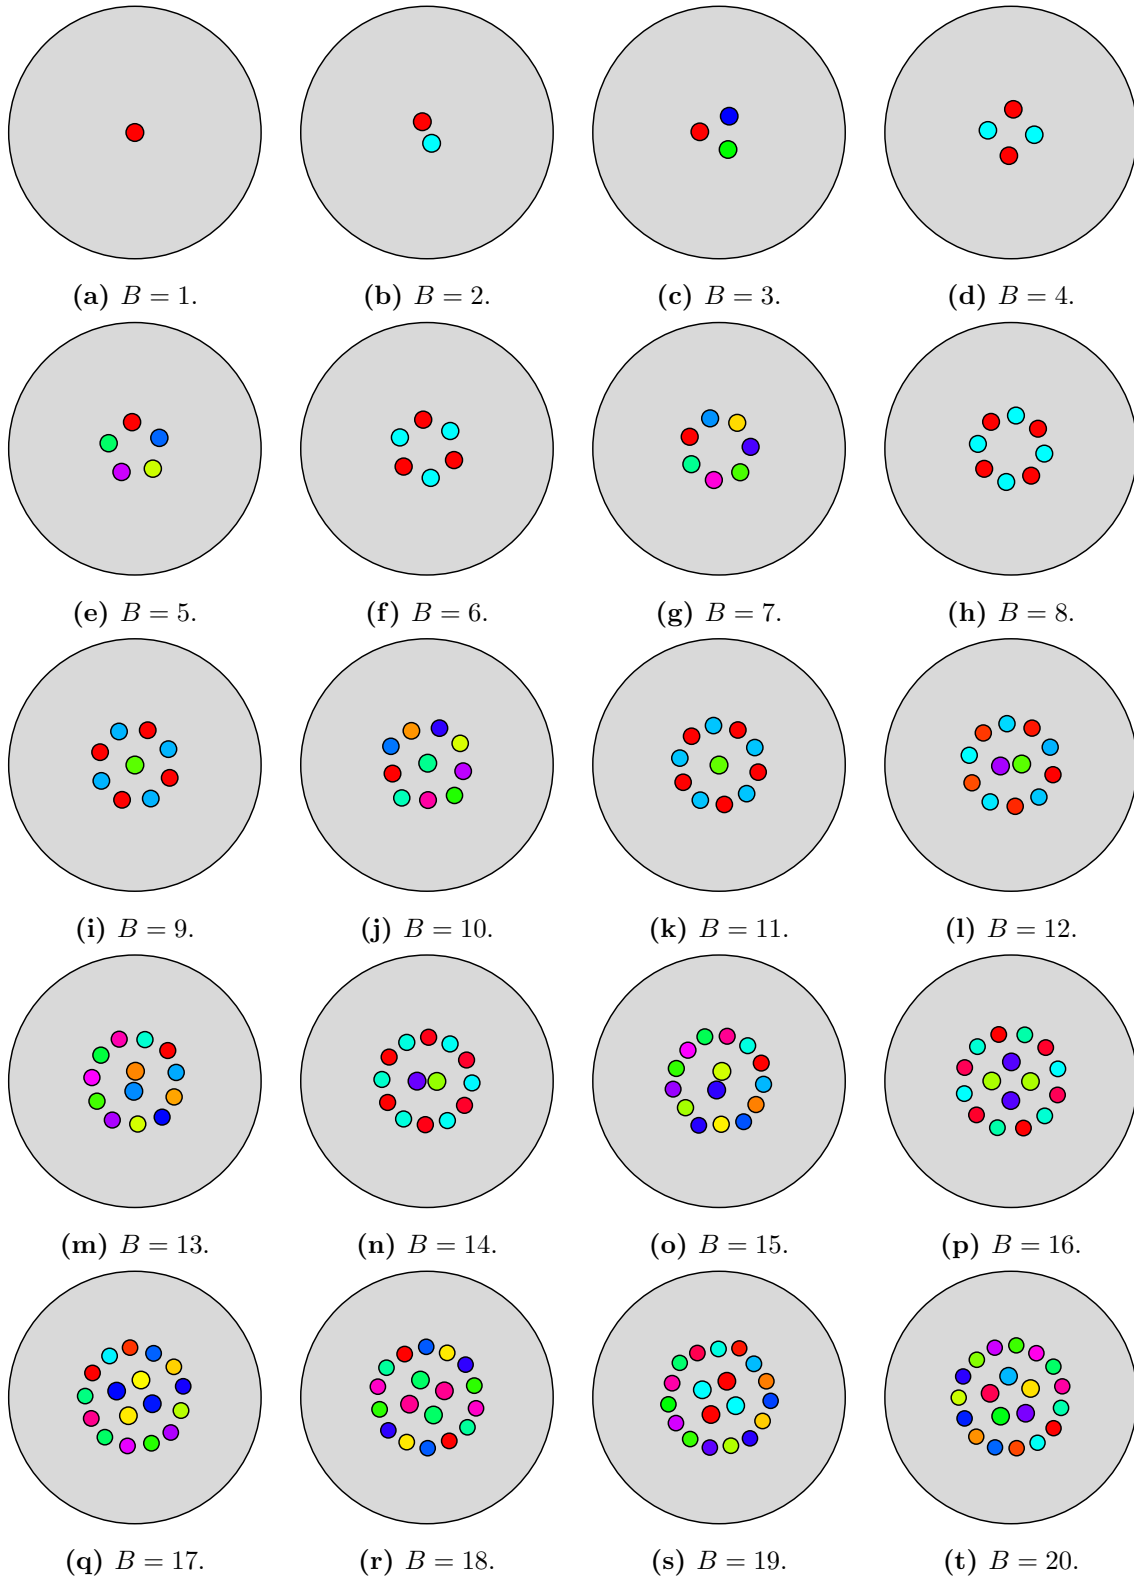 (a) B = 1. (b) B = 2. (c) B = 3. (d) B = 4.
(e) B = 5. (f) B = 6. (g) B = 7. (h) B = 8.
(i) B = 9. (j) B = 10. (k) B = 11. (l) B = 12.
(m) B = 13. (n) B = 14. (o) B = 15. (p) B = 16.
(q) B = 17. (r) B = 18. (s) B = 19. (t) B = 20.